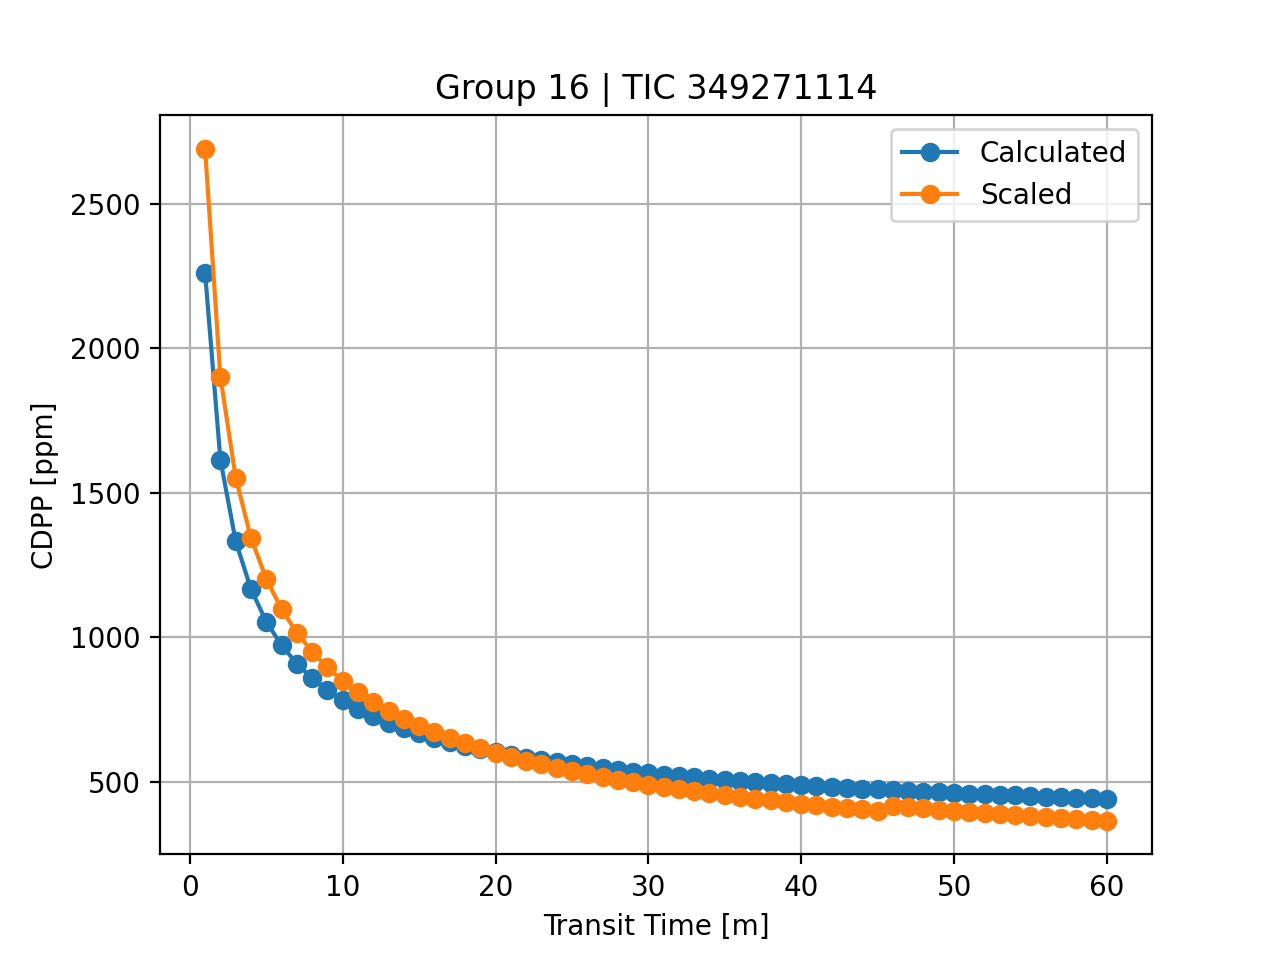 Group 16 | TIC 349271114
Calculated
Scaled
2500
2000
1500
1000
500
CDPP [ppm]
0 10 20 30 40 50 60
Transit Time [m]